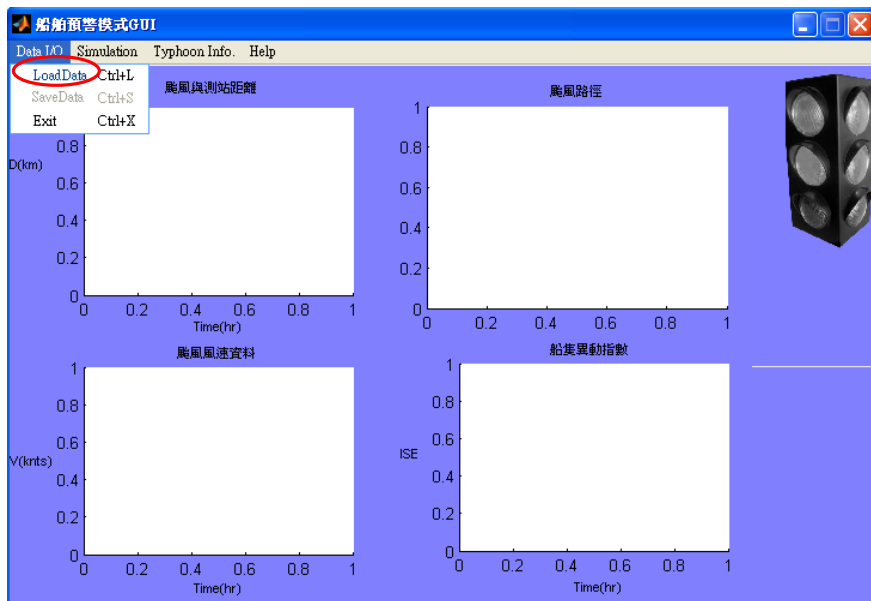 船舶預警模式GUI
Data I/O Simulation Typhoon Info. Help
LoadData Ctrl+L
SaveData Ctrl+S
Exit Ctrl+X
颱風與測站距離
D(km)
0.8
0.6
0.4
0.2
0
0 0.2 0.4 0.6 0.8 1
Time(hr)
颱風路徑
1
0.8
0.6
0.4
0.2
0
0 0.2 0.4 0.6 0.8 1
颱風風速資料
V(knts)
1
0.8
0.6
0.4
0.2
0
0 0.2 0.4 0.6 0.8 1
Time(hr)
船隻異動指數
ISE
1
0.8
0.6
0.4
0.2
0
0 0.2 0.4 0.6 0.8 1
Time(hr)